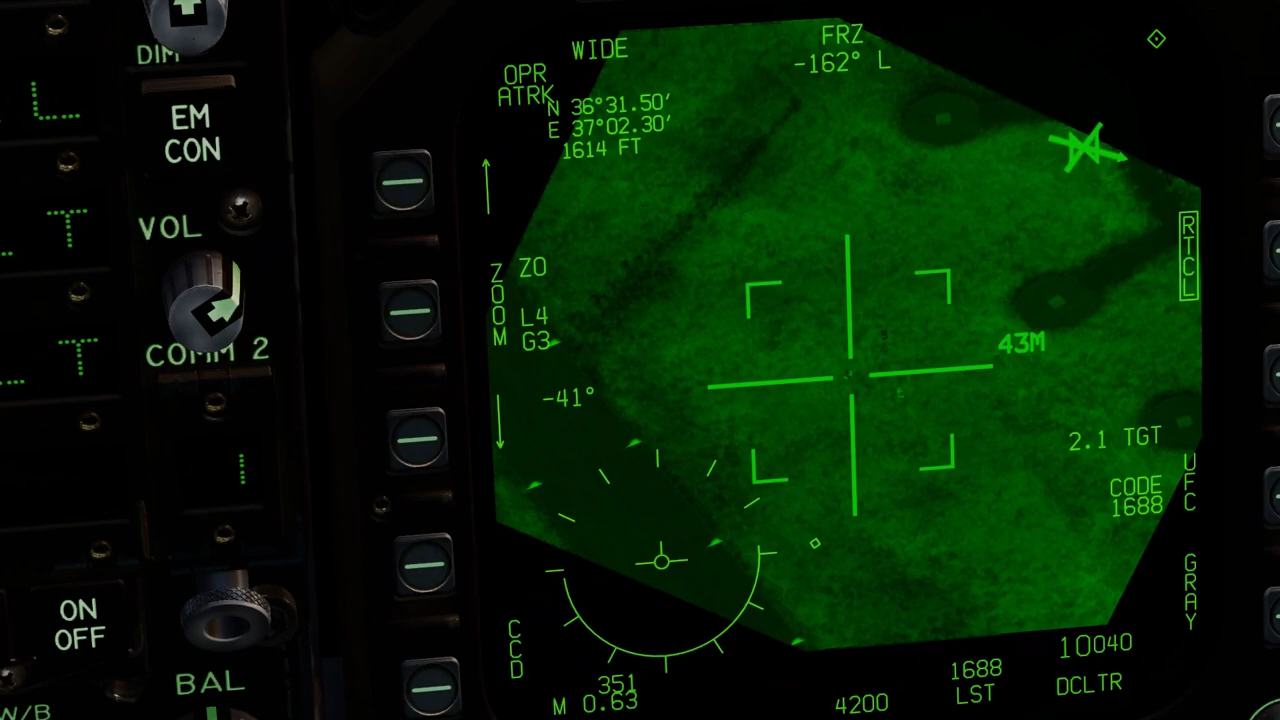 DIM
L
EM
CON
T
VOL
T
COMM 2
ON
OFF
BAL
W/B
WIDE
FRZ
-162° L
OPR
ATRK
N 36°31.50'
E 37°02.30'
1614 FT
RTCL
ZOOM
Z0
L4
G3
43M
-41°
2.1 TGT
UFC
CODE
1688
GRAY
CCD
351
M 0.63
4200
1688
LST
10040
DCLTR